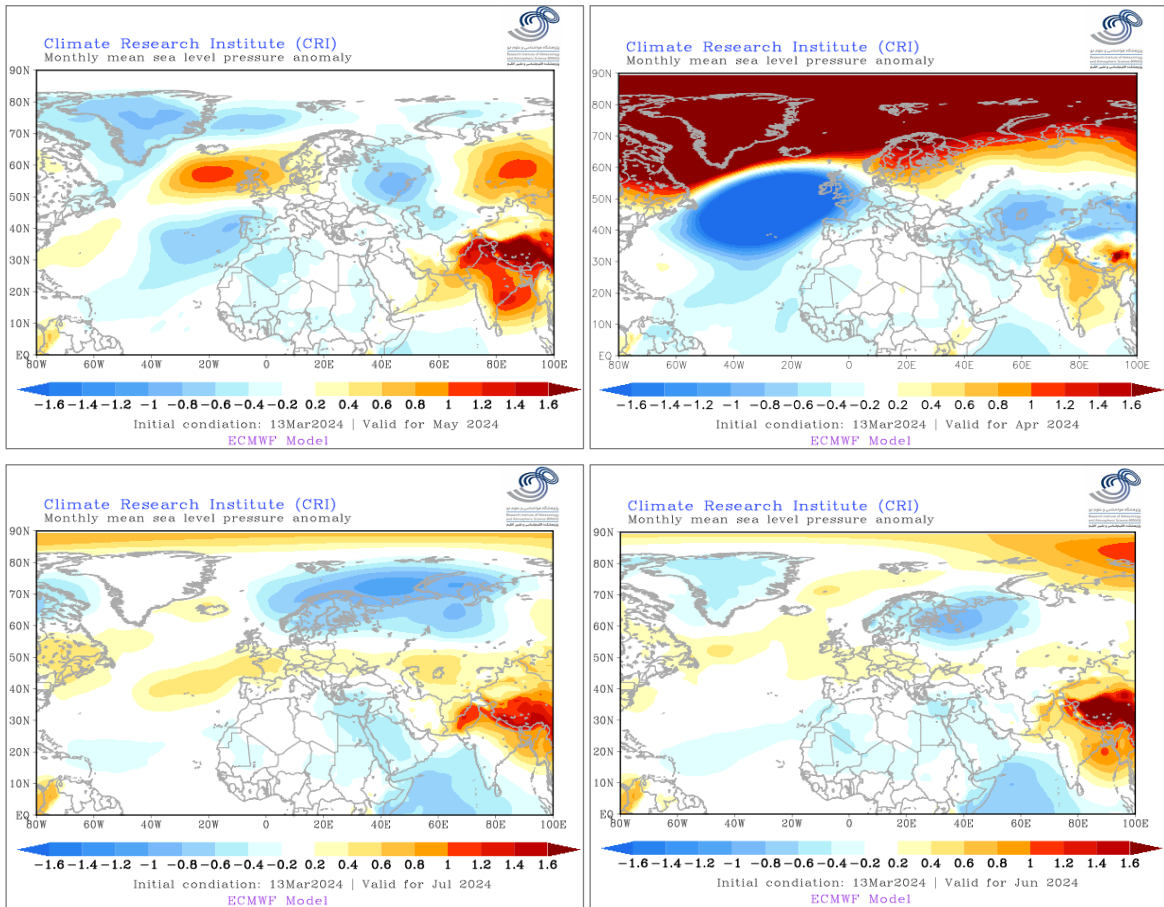 Climate Research Institute (CRI)
Monthly mean sea level pressure anomaly
90N
80N
70N
60N
50N
40N
30N
20N
10N
EQ
80W 60W 40W 20W 0 20E 40E 60E 80E 100E
−1.6 −1.4 −1.2 −1 −0.8 −0.6 −0.4 −0.2 0.2 0.4 0.6 0.8 1 1.2 1.4 1.6
Initial condiation: 13Mar2024 | Valid for May 2024
ECMWF Model
Climate Research Institute (CRI)
Monthly mean sea level pressure anomaly
90N
80N
70N
60N
50N
40N
30N
20N
10N
EQ
80W 60W 40W 20W 0 20E 40E 60E 80E 100E
−1.6 −1.4 −1.2 −1 −0.8 −0.6 −0.4 −0.2 0.2 0.4 0.6 0.8 1 1.2 1.4 1.6
Initial condiation: 13Mar2024 | Valid for Apr 2024
ECMWF Model
Climate Research Institute (CRI)
Monthly mean sea level pressure anomaly
90N
80N
70N
60N
50N
40N
30N
20N
10N
EQ
80W 60W 40W 20W 0 20E 40E 60E 80E 100E
−1.6 −1.4 −1.2 −1 −0.8 −0.6 −0.4 −0.2 0.2 0.4 0.6 0.8 1 1.2 1.4 1.6
Initial condiation: 13Mar2024 | Valid for Jul 2024
ECMWF Model
Climate Research Institute (CRI)
Monthly mean sea level pressure anomaly
90N
80N
70N
60N
50N
40N
30N
20N
10N
EQ
80W 60W 40W 20W 0 20E 40E 60E 80E 100E
−1.6 −1.4 −1.2 −1 −0.8 −0.6 −0.4 −0.2 0.2 0.4 0.6 0.8 1 1.2 1.4 1.6
Initial condiation: 13Mar2024 | Valid for Jun 2024
ECMWF Model